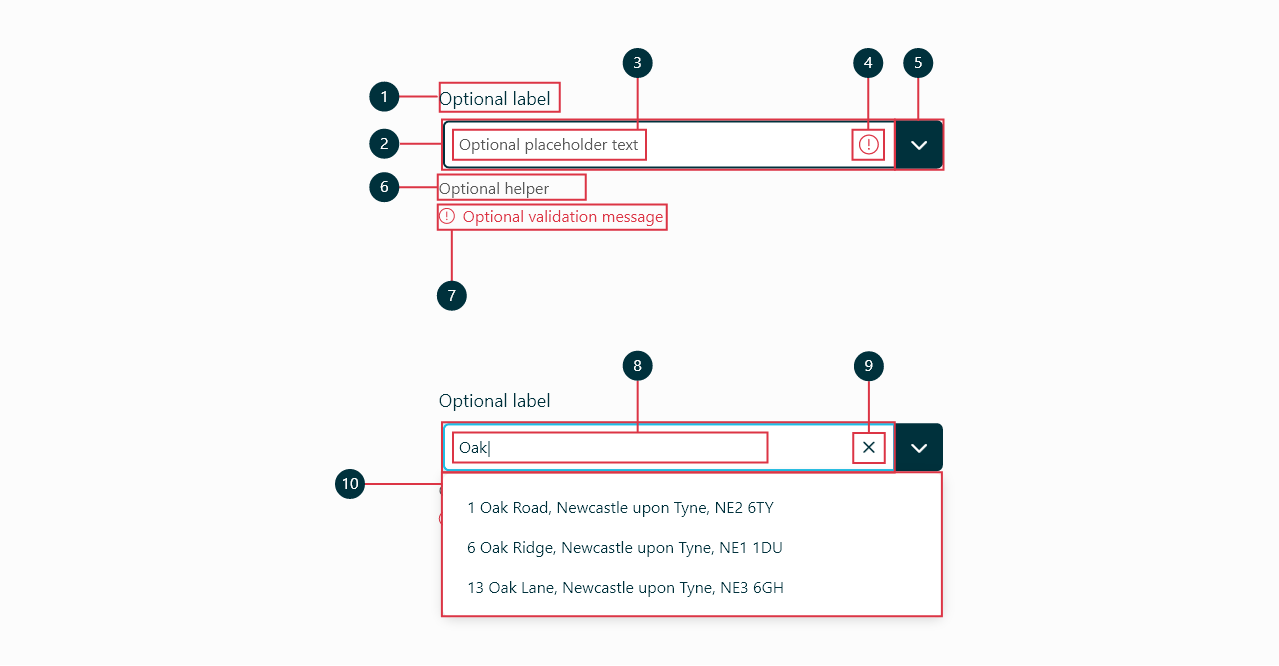 3
4
5
1
Optional label
2
Optional placeholder text
6
Optional helper
Optional validation message
7
8
9
Optional label
Oak
10
1 Oak Road, Newcastle upon Tyne, NE2 6TY
6 Oak Ridge, Newcastle upon Tyne, NE1 1DU
13 Oak Lane, Newcastle upon Tyne, NE3 6GH